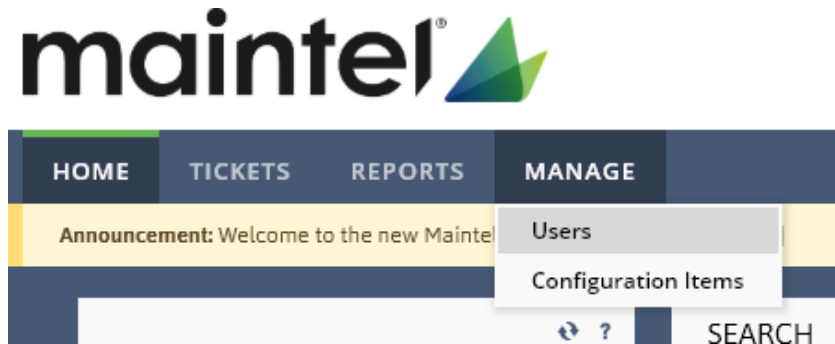 maintel®
HOME TICKETS REPORTS MANAGE
Announcement: Welcome to the new Maintel
Users
Configuration Items
? SEARCH